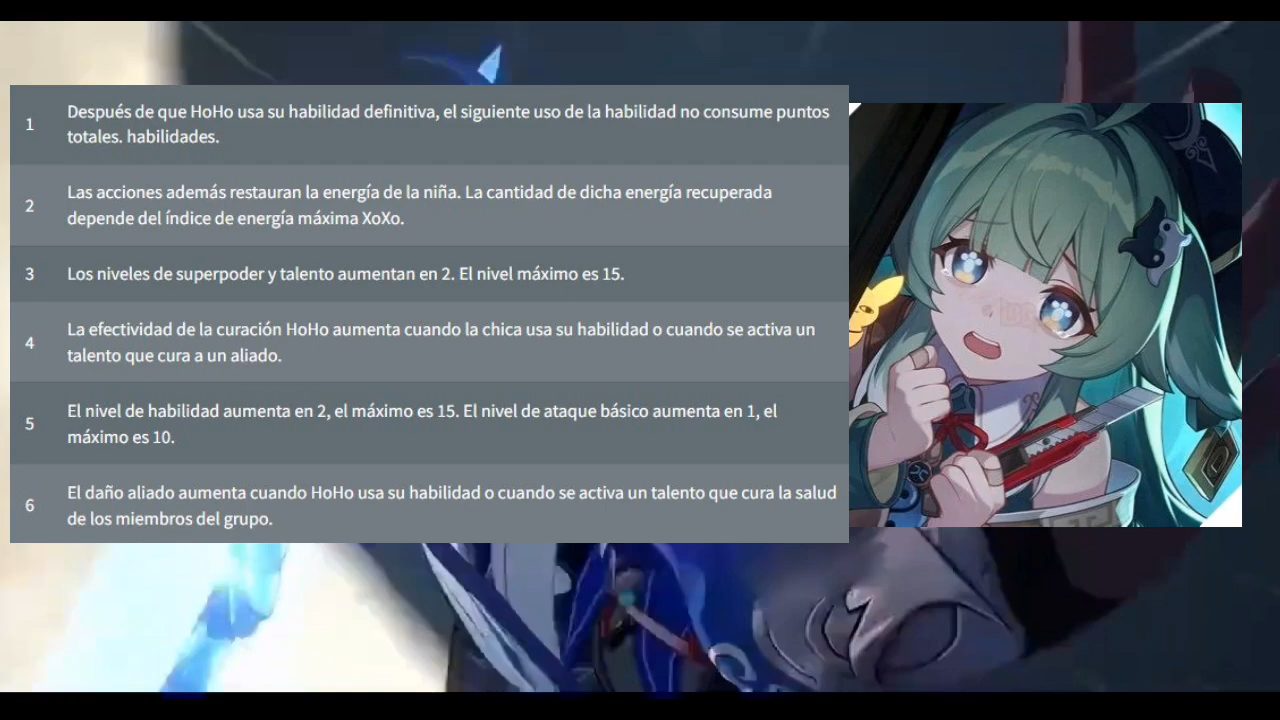 1
Después de que HoHo usa su habilidad definitiva, el siguiente uso de la habilidad no consume puntos
totales. habilidades.
2
Las acciones además restauran la energía de la niña. La cantidad de dicha energía recuperada
depende del índice de energía máxima XoXo.
3
Los niveles de superpoder y talento aumentan en 2. El nivel máximo es 15.
4
La efectividad de la curación HoHo aumenta cuando la chica usa su habilidad o cuando se activa un
talento que cura a un aliado.
5
El nivel de habilidad aumenta en 2, el máximo es 15. El nivel de ataque básico aumenta en 1, el
máximo es 10.
6
El daño aliado aumenta cuando HoHo usa su habilidad o cuando se activa un talento que cura la salud
de los miembros del grupo.